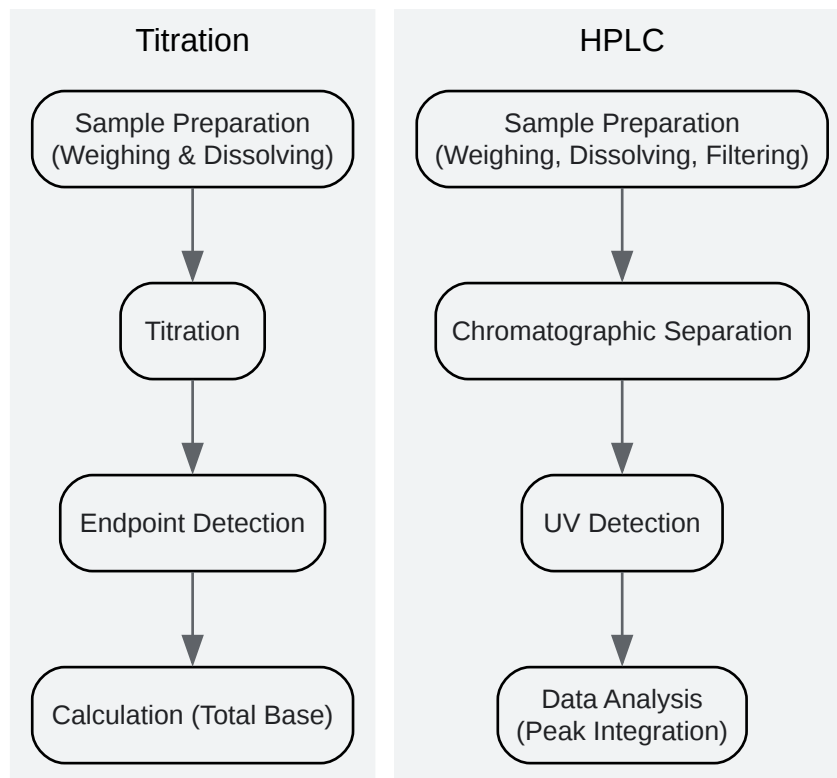 Titration
Sample Preparation
(Weighing & Dissolving)
Titration
Endpoint Detection
Calculation (Total Base)
HPLC
Sample Preparation
(Weighing, Dissolving, Filtering)
Chromatographic Separation
UV Detection
Data Analysis
(Peak Integration)